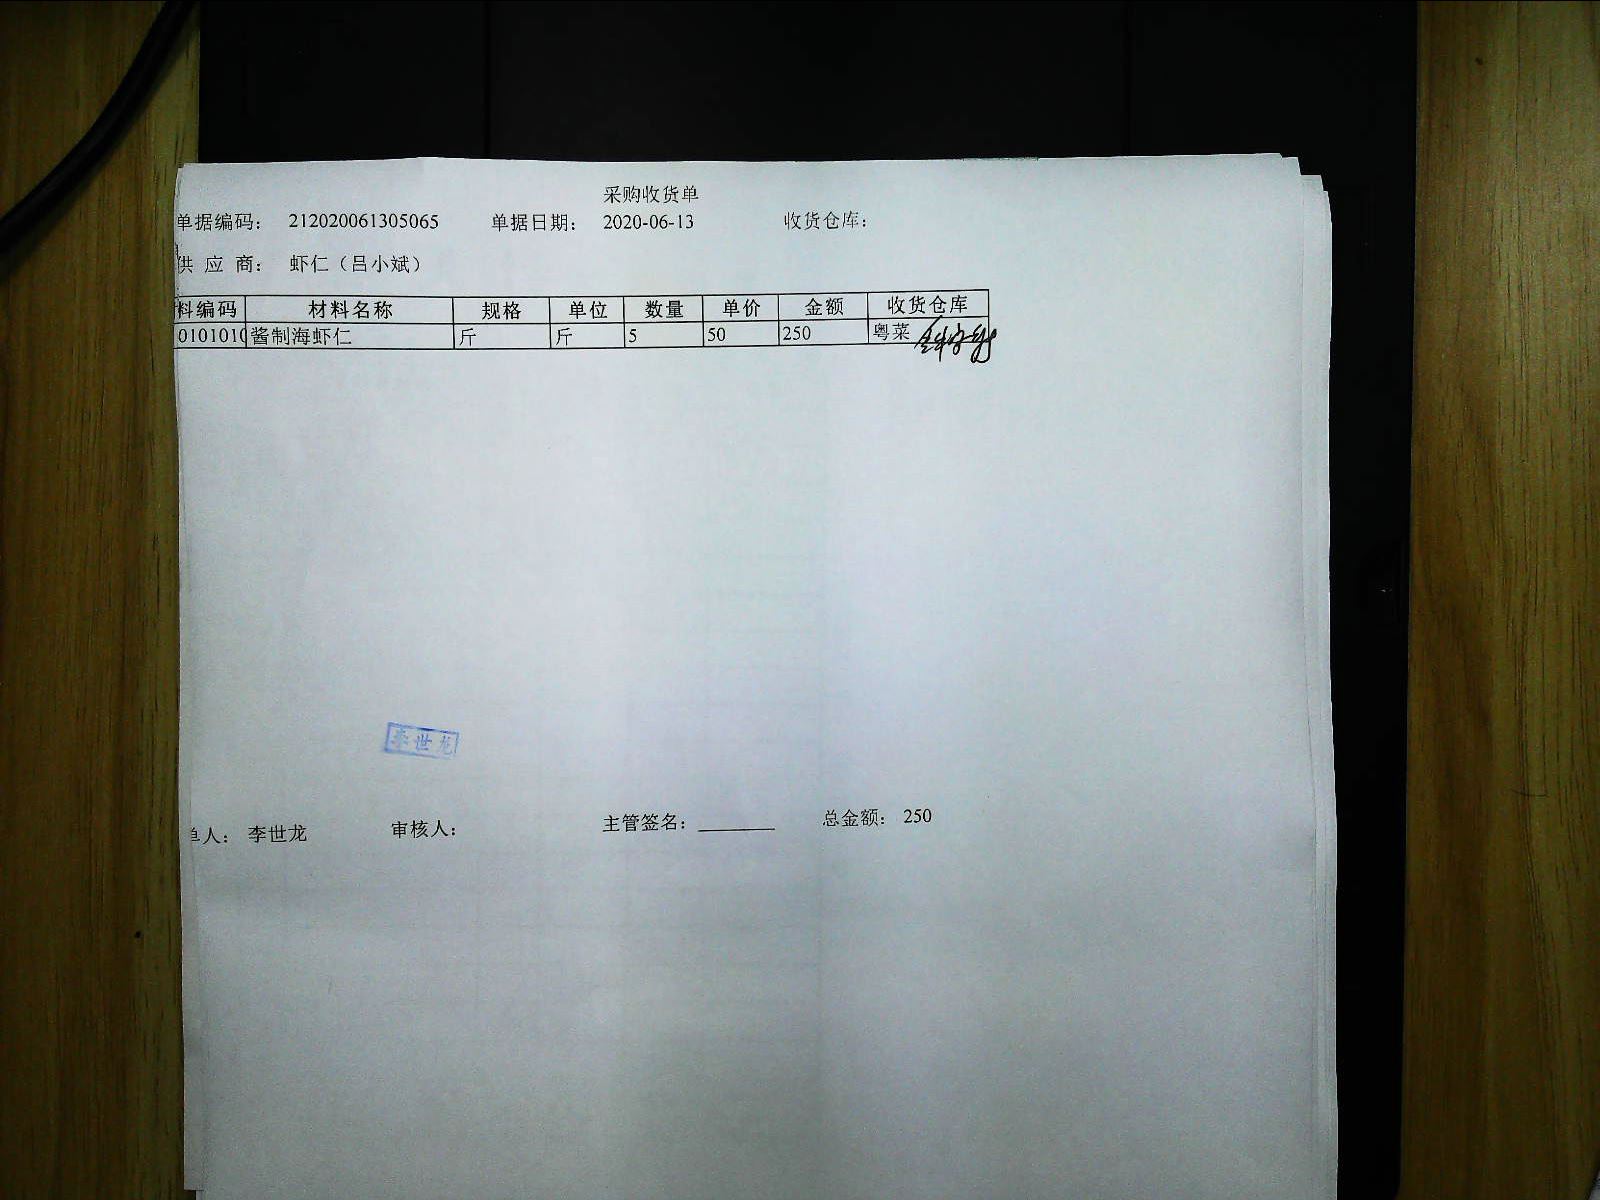 采购收货单
单据编码： 212020061305065 单据日期： 2020-06-13 收货仓库：
供 应 商： 虾仁（吕小斌）
料编码 材料名称 规格 单位 数量 单价 金额 收货仓库
0101010 酱制海虾仁 斤 斤 5 50 250 粤菜
李世龙
单人： 李世龙 审核人： 主管签名： 总金额： 250